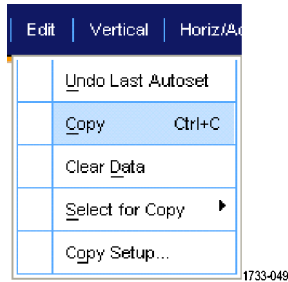 Edit Vertical Horiz/Ac
Undo Last Autoset
Copy Ctrl+C
Clear Data
Select for Copy
Copy Setup...
1733-049